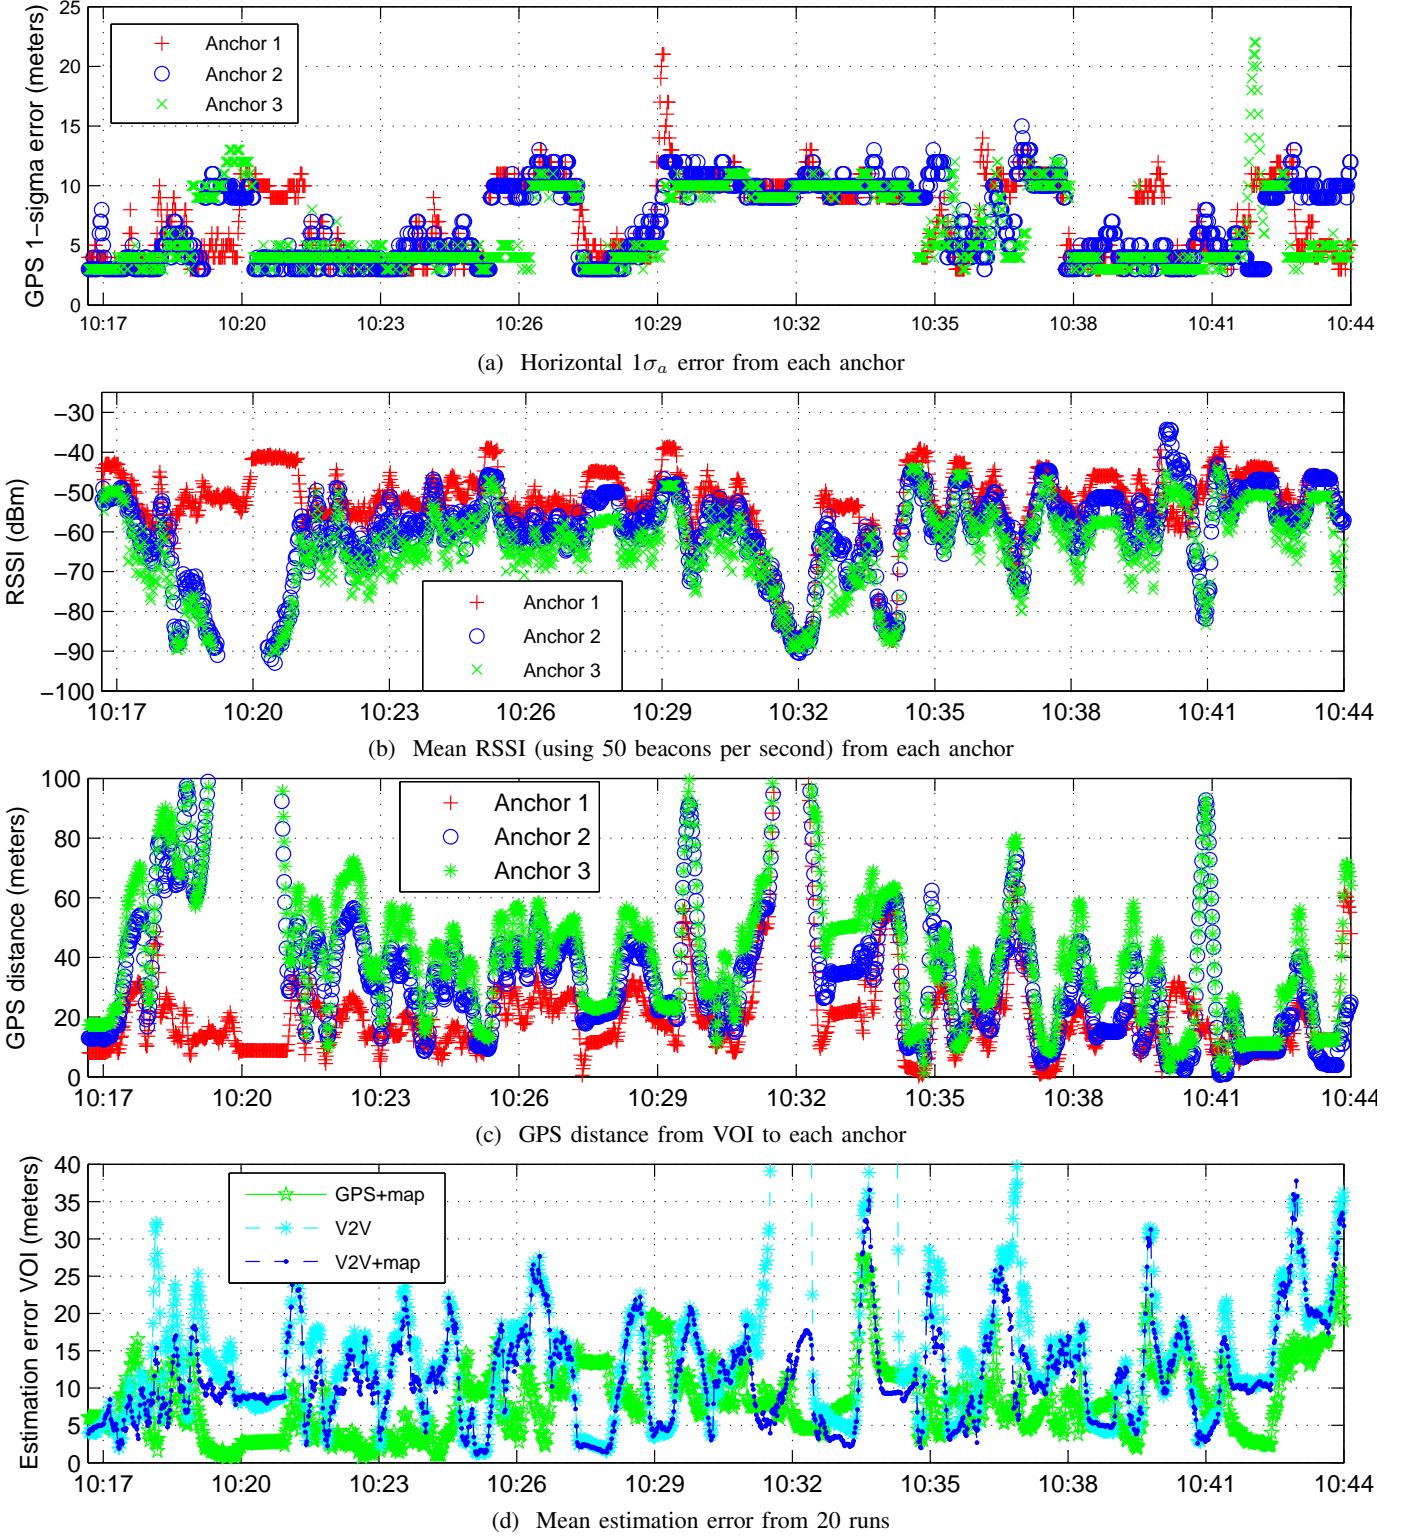 GPS 1−sigma error (meters)
25
20
15
10
5
0
Anchor 1
Anchor 2
Anchor 3
10:17 10:20 10:23 10:26 10:29 10:32 10:35 10:38 10:41 10:44
(a) Horizontal 1σₐ error from each anchor
RSSI (dBm)
−30
−40
−50
−60
−70
−80
−90
−100
Anchor 1
Anchor 2
Anchor 3
10:17 10:20 10:23 10:26 10:29 10:32 10:35 10:38 10:41 10:44
(b) Mean RSSI (using 50 beacons per second) from each anchor
GPS distance (meters)
100
80
60
40
20
0
Anchor 1
Anchor 2
Anchor 3
10:17 10:20 10:23 10:26 10:29 10:32 10:35 10:38 10:41 10:44
(c) GPS distance from VOI to each anchor
Estimation error VOI (meters)
40
35
30
25
20
15
10
5
0
GPS+map
V2V
V2V+map
10:17 10:20 10:23 10:26 10:29 10:32 10:35 10:38 10:41 10:44
(d) Mean estimation error from 20 runs